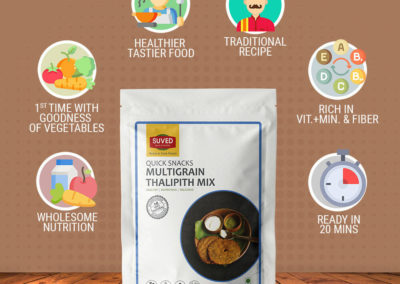 HEALTHIER
TASTIER FOOD
TRADITIONAL
RECIPE
1ST TIME WITH
GOODNESS
OF VEGETABLES
E
A
B
C
RICH IN
VIT.+MIN. & FIBER
WHOLESOME
NUTRITION
READY IN
20 MINS
SUVED
QUICK SNACKS
MULTIGRAIN
THALIPITH MIX